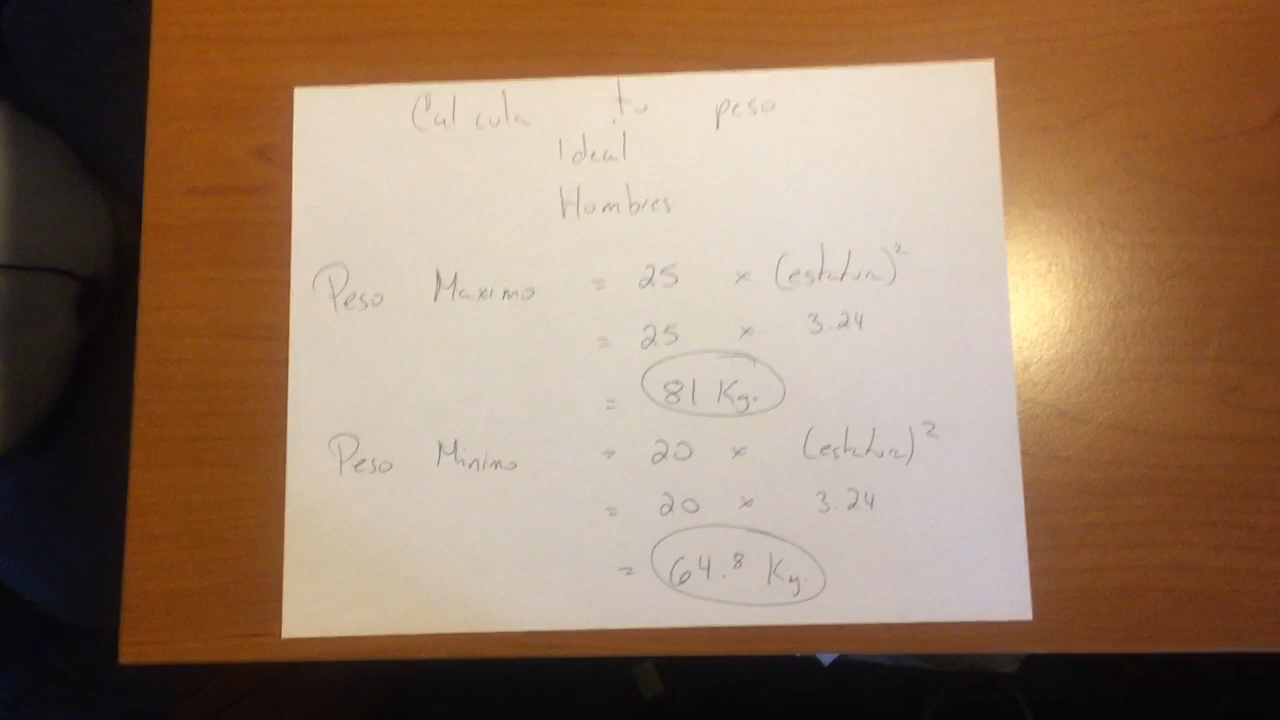 Calcula tu peso
Ideal
Hombres
Peso Maximo = 25 x (estatura)²
= 25 x 3.24
= 81 Kg.
Peso Minimo = 20 x (estatura)²
= 20 x 3.24
= 64.8 Kg.